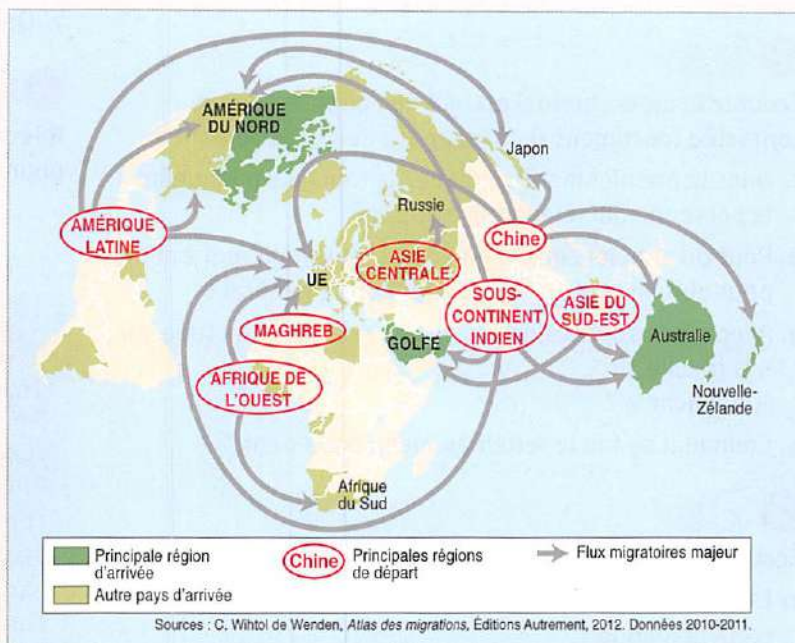 AMÉRIQUE
DU NORD
Japon
Russie
AMÉRIQUE
LATINE
Chine
UE
ASIE
CENTRALE
SOUS-
CONTINENT
INDIEN
ASIE DU
SUD-EST
MAGHREB
GOLFE
Australie
AFRIQUE DE
L'OUEST
Nouvelle-
Zélande
Afrique
du Sud
Principale région
d'arrivée
Autre pays d'arrivée
Chine
Principales régions
de départ
Flux migratoires majeur
Sources : C. Wihtol de Wenden, Atlas des migrations, Éditions Autrement, 2012. Données 2010-2011.